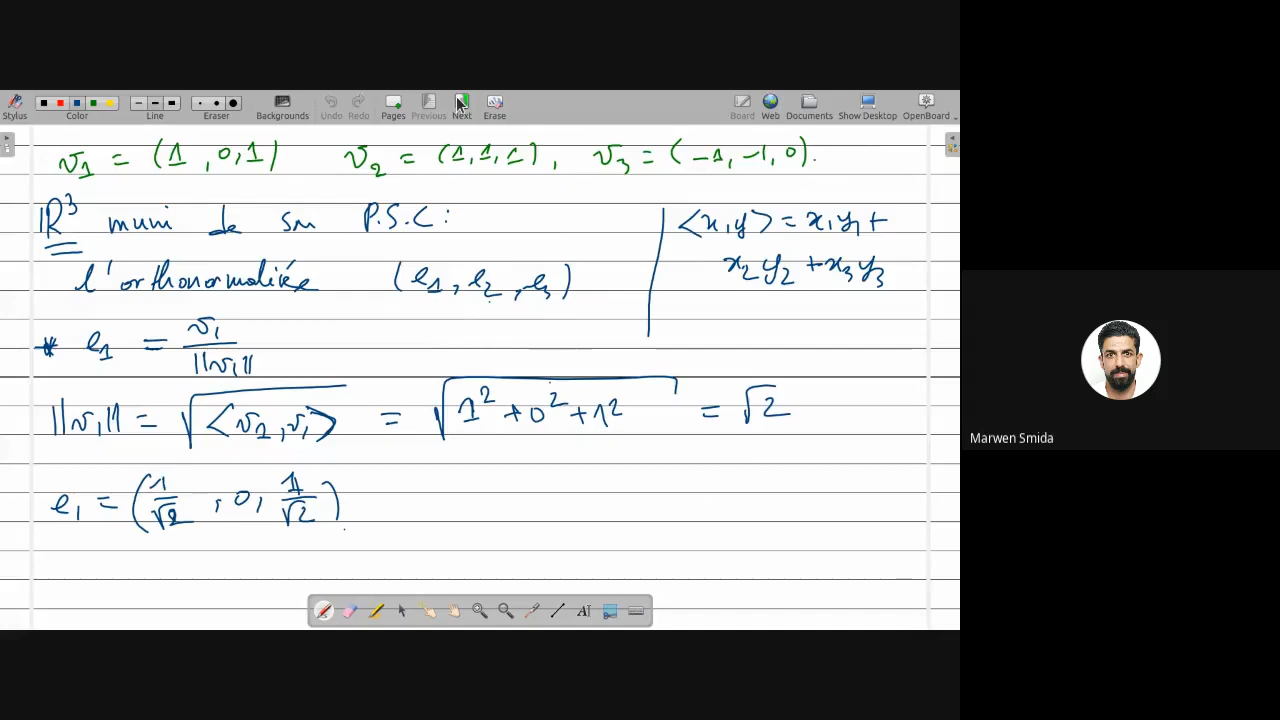 Stylus Color Line Eraser Backgrounds Undo Redo Pages Previous Next Erase Board Web Documents Show Desktop OpenBoard
v₁ = (1, 0, 1) v₂ = (1, 1, 1), v₃ = (-1, -1, 0).
ℝ³ muni de sn P.S.C:
<x,y> = x₁y₁ +
x₂y₂ + x₃y₃
l'orthonormalisée (e₁, e₂, e₃)
* e₁ = v₁ / ||v₁||
||v₁|| = √<v₁, v₁> = √1² + 0² + 1² = √2
e₁ = (1/√2, 0, 1/√2).
AI
Marwen Smida